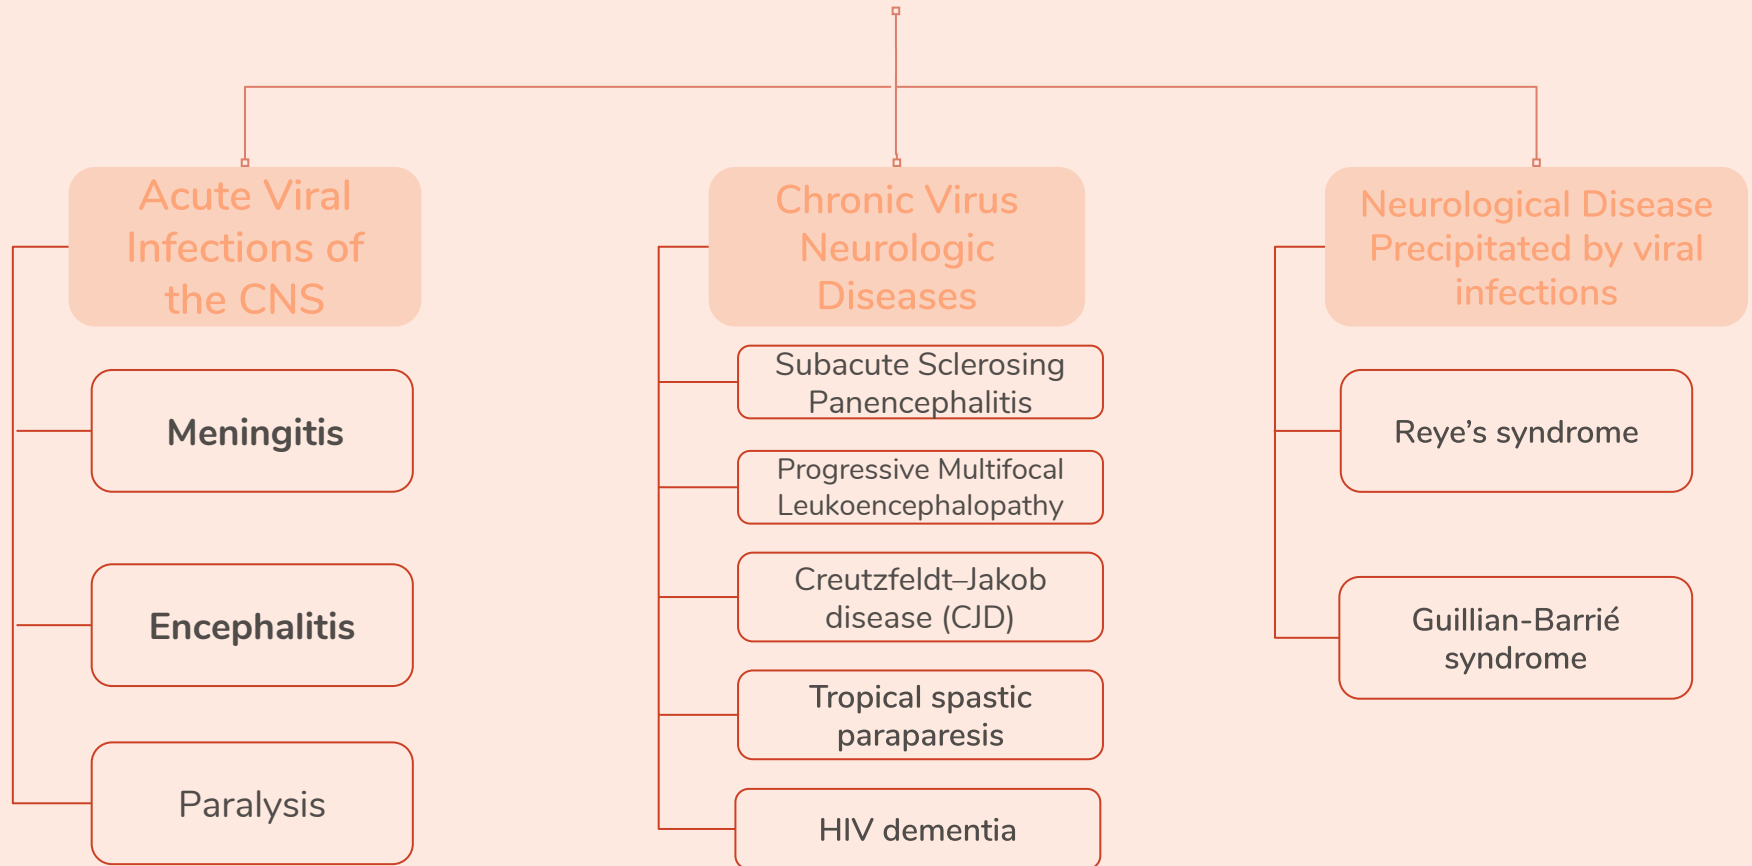 Acute Viral
Infections of
the CNS
Meningitis
Encephalitis
Paralysis
Chronic Virus
Neurologic
Diseases
Subacute Sclerosing
Panencephalitis
Progressive Multifocal
Leukoencephalopathy
Creutzfeldt–Jakob
disease (CJD)
Tropical spastic
paraparesis
HIV dementia
Neurological Disease
Precipitated by viral
infections
Reye’s syndrome
Guillian-Barrié
syndrome